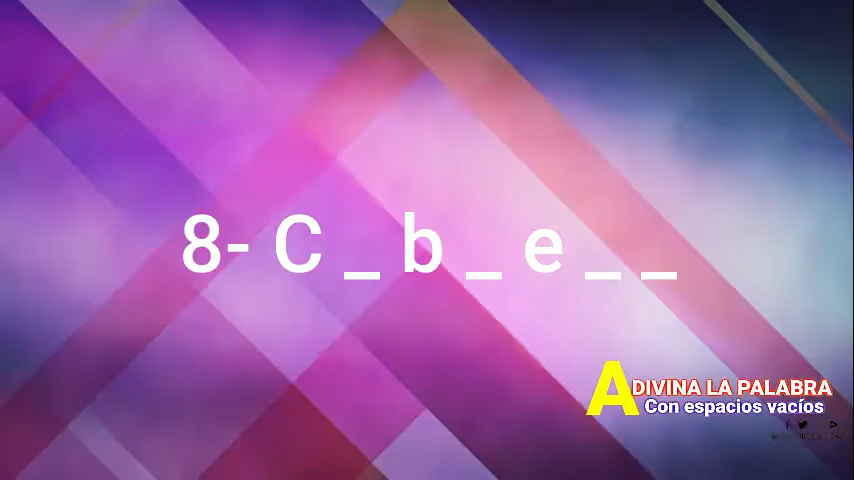 8- C _ b _ e _ _
ADIVINA LA PALABRA
Con espacios vacíos